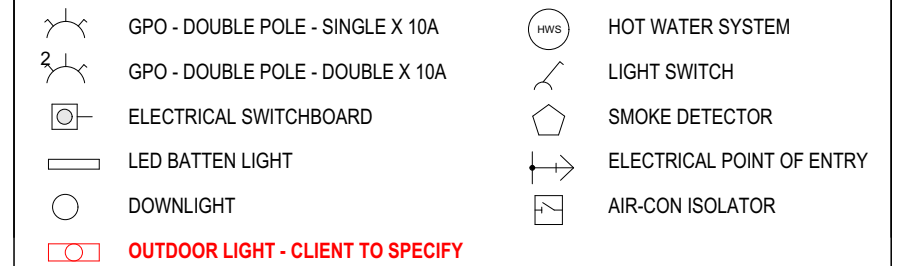 GPO - DOUBLE POLE - SINGLE X 10A
2
GPO - DOUBLE POLE - DOUBLE X 10A
ELECTRICAL SWITCHBOARD
LED BATTEN LIGHT
DOWNLIGHT
OUTDOOR LIGHT - CLIENT TO SPECIFY
HWS
HOT WATER SYSTEM
LIGHT SWITCH
SMOKE DETECTOR
ELECTRICAL POINT OF ENTRY
AIR-CON ISOLATOR